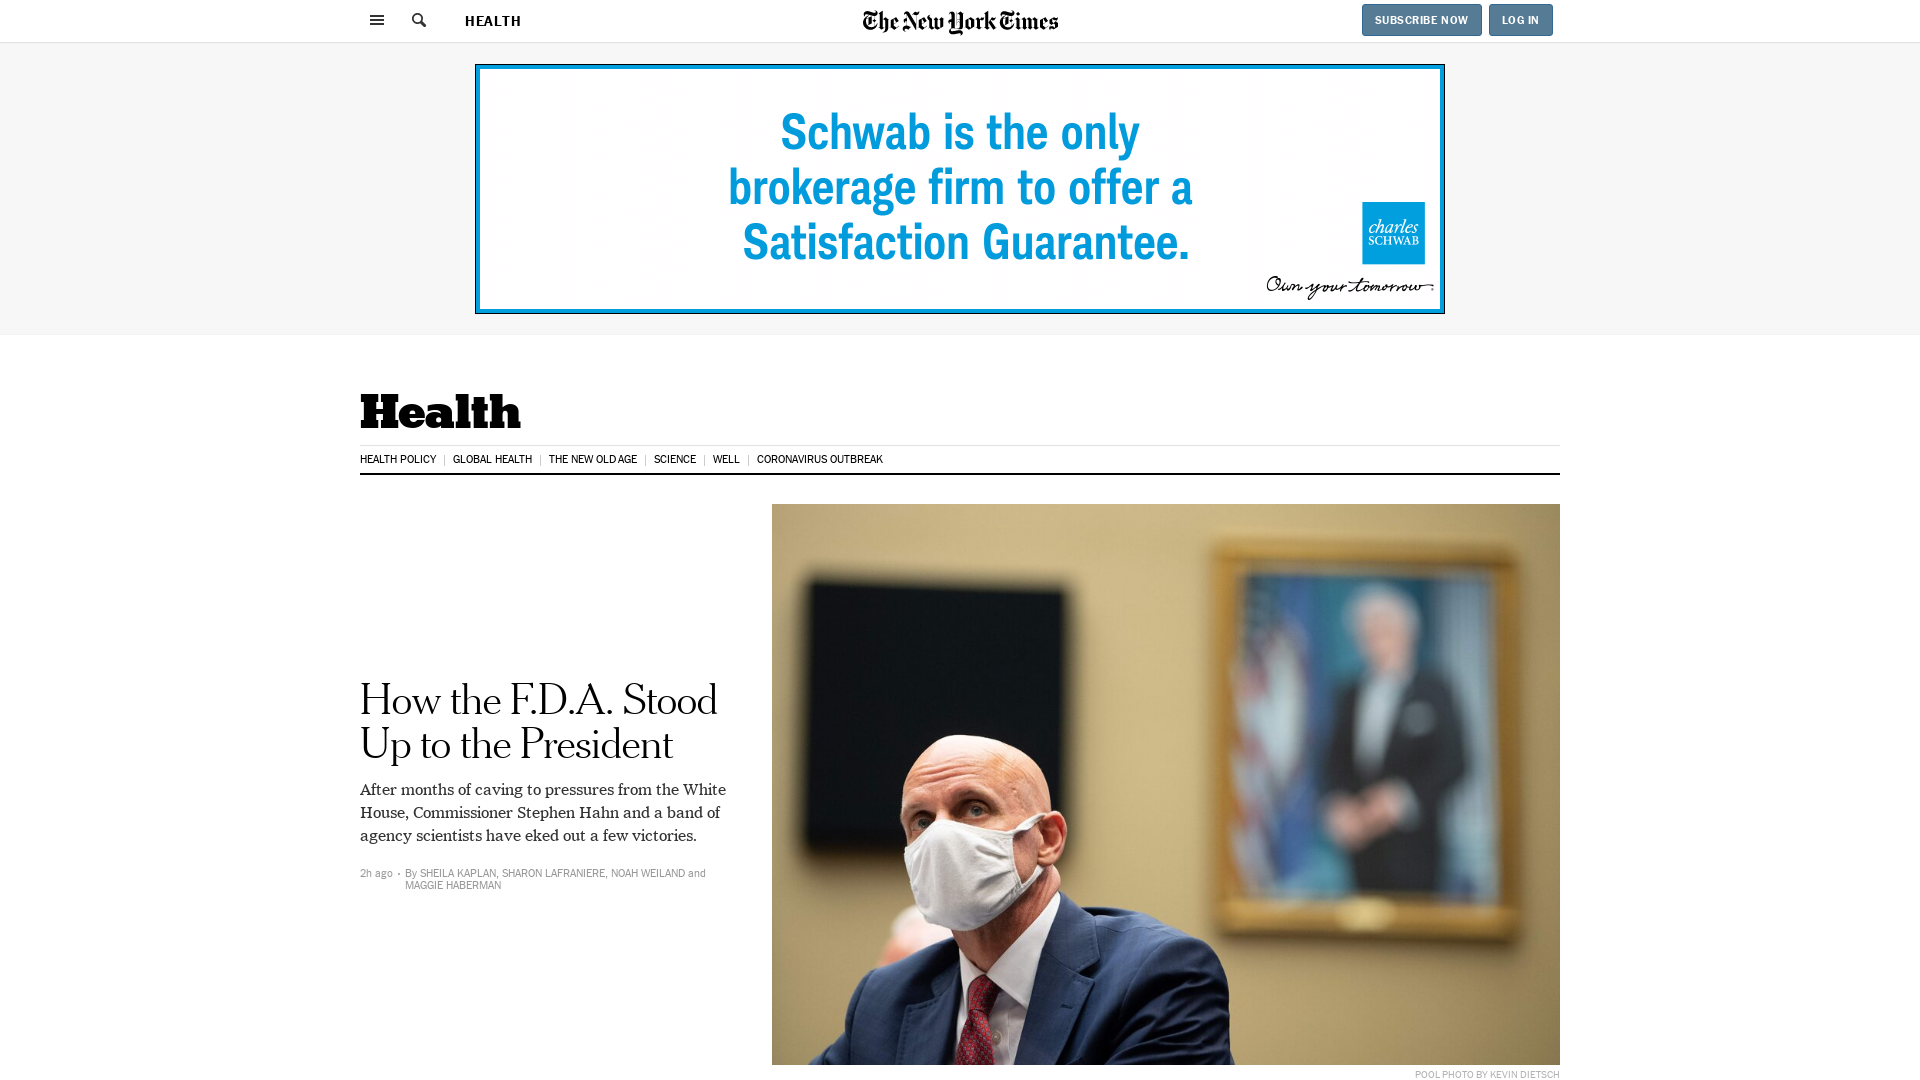 HEALTH
The New York Times
SUBSCRIBE NOW
LOG IN
Schwab is the only
brokerage firm to offer a
Satisfaction Guarantee.
charles
SCHWAB
Own your tomorrow.
Health
HEALTH POLICY
GLOBAL HEALTH
THE NEW OLD AGE
SCIENCE
WELL
CORONAVIRUS OUTBREAK
How the F.D.A. Stood
Up to the President
After months of caving to pressures from the White
House, Commissioner Stephen Hahn and a band of
agency scientists have eked out a few victories.
2h ago • By SHEILA KAPLAN, SHARON LAFRANIERE, NOAH WEILAND and
MAGGIE HABERMAN
POOL PHOTO BY KEVIN DIETSCH